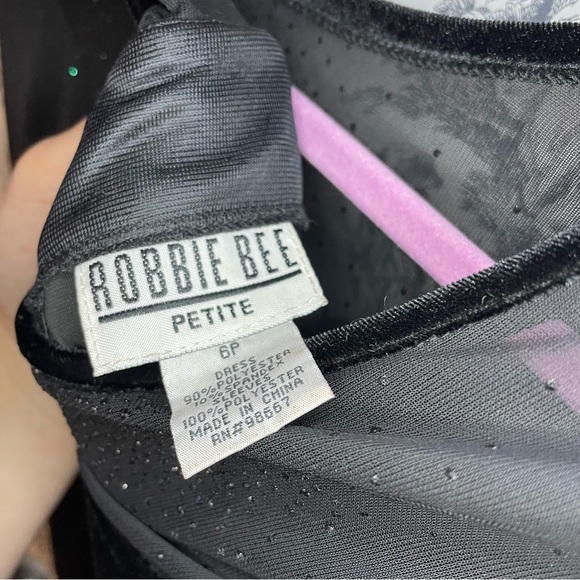 ROBBIE BEE
PETITE
6P
DRESS
90% POLYESTER
10% SPANDEX
SLEEVES
100% POLYESTER
MADE IN CHINA
RN#98567